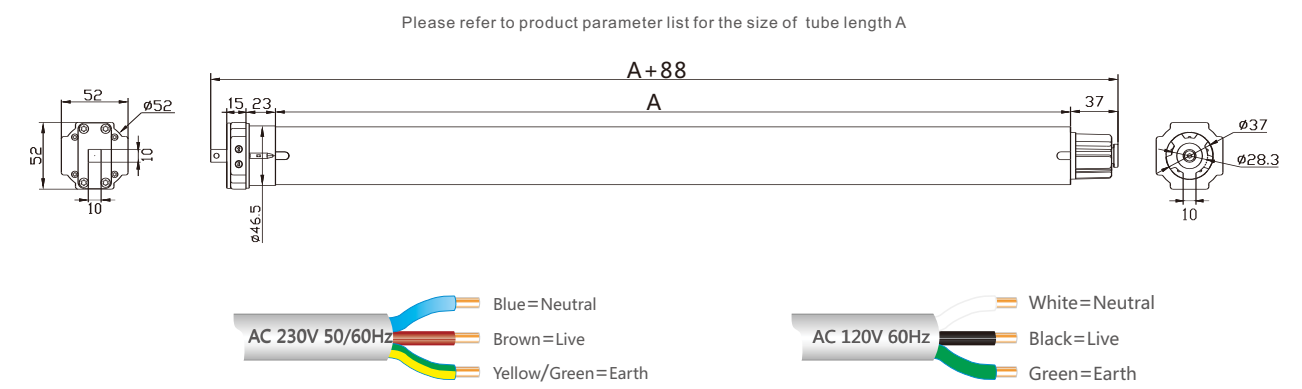 Please refer to product parameter list for the size of tube length A
A+88
15 23 A 37
52 ø52
52
10
10
ø46.5
ø37
ø28.3
10
AC 230V 50/60Hz
Blue=Neutral
Brown=Live
Yellow/Green=Earth
AC 120V 60Hz
White=Neutral
Black=Live
Green=Earth